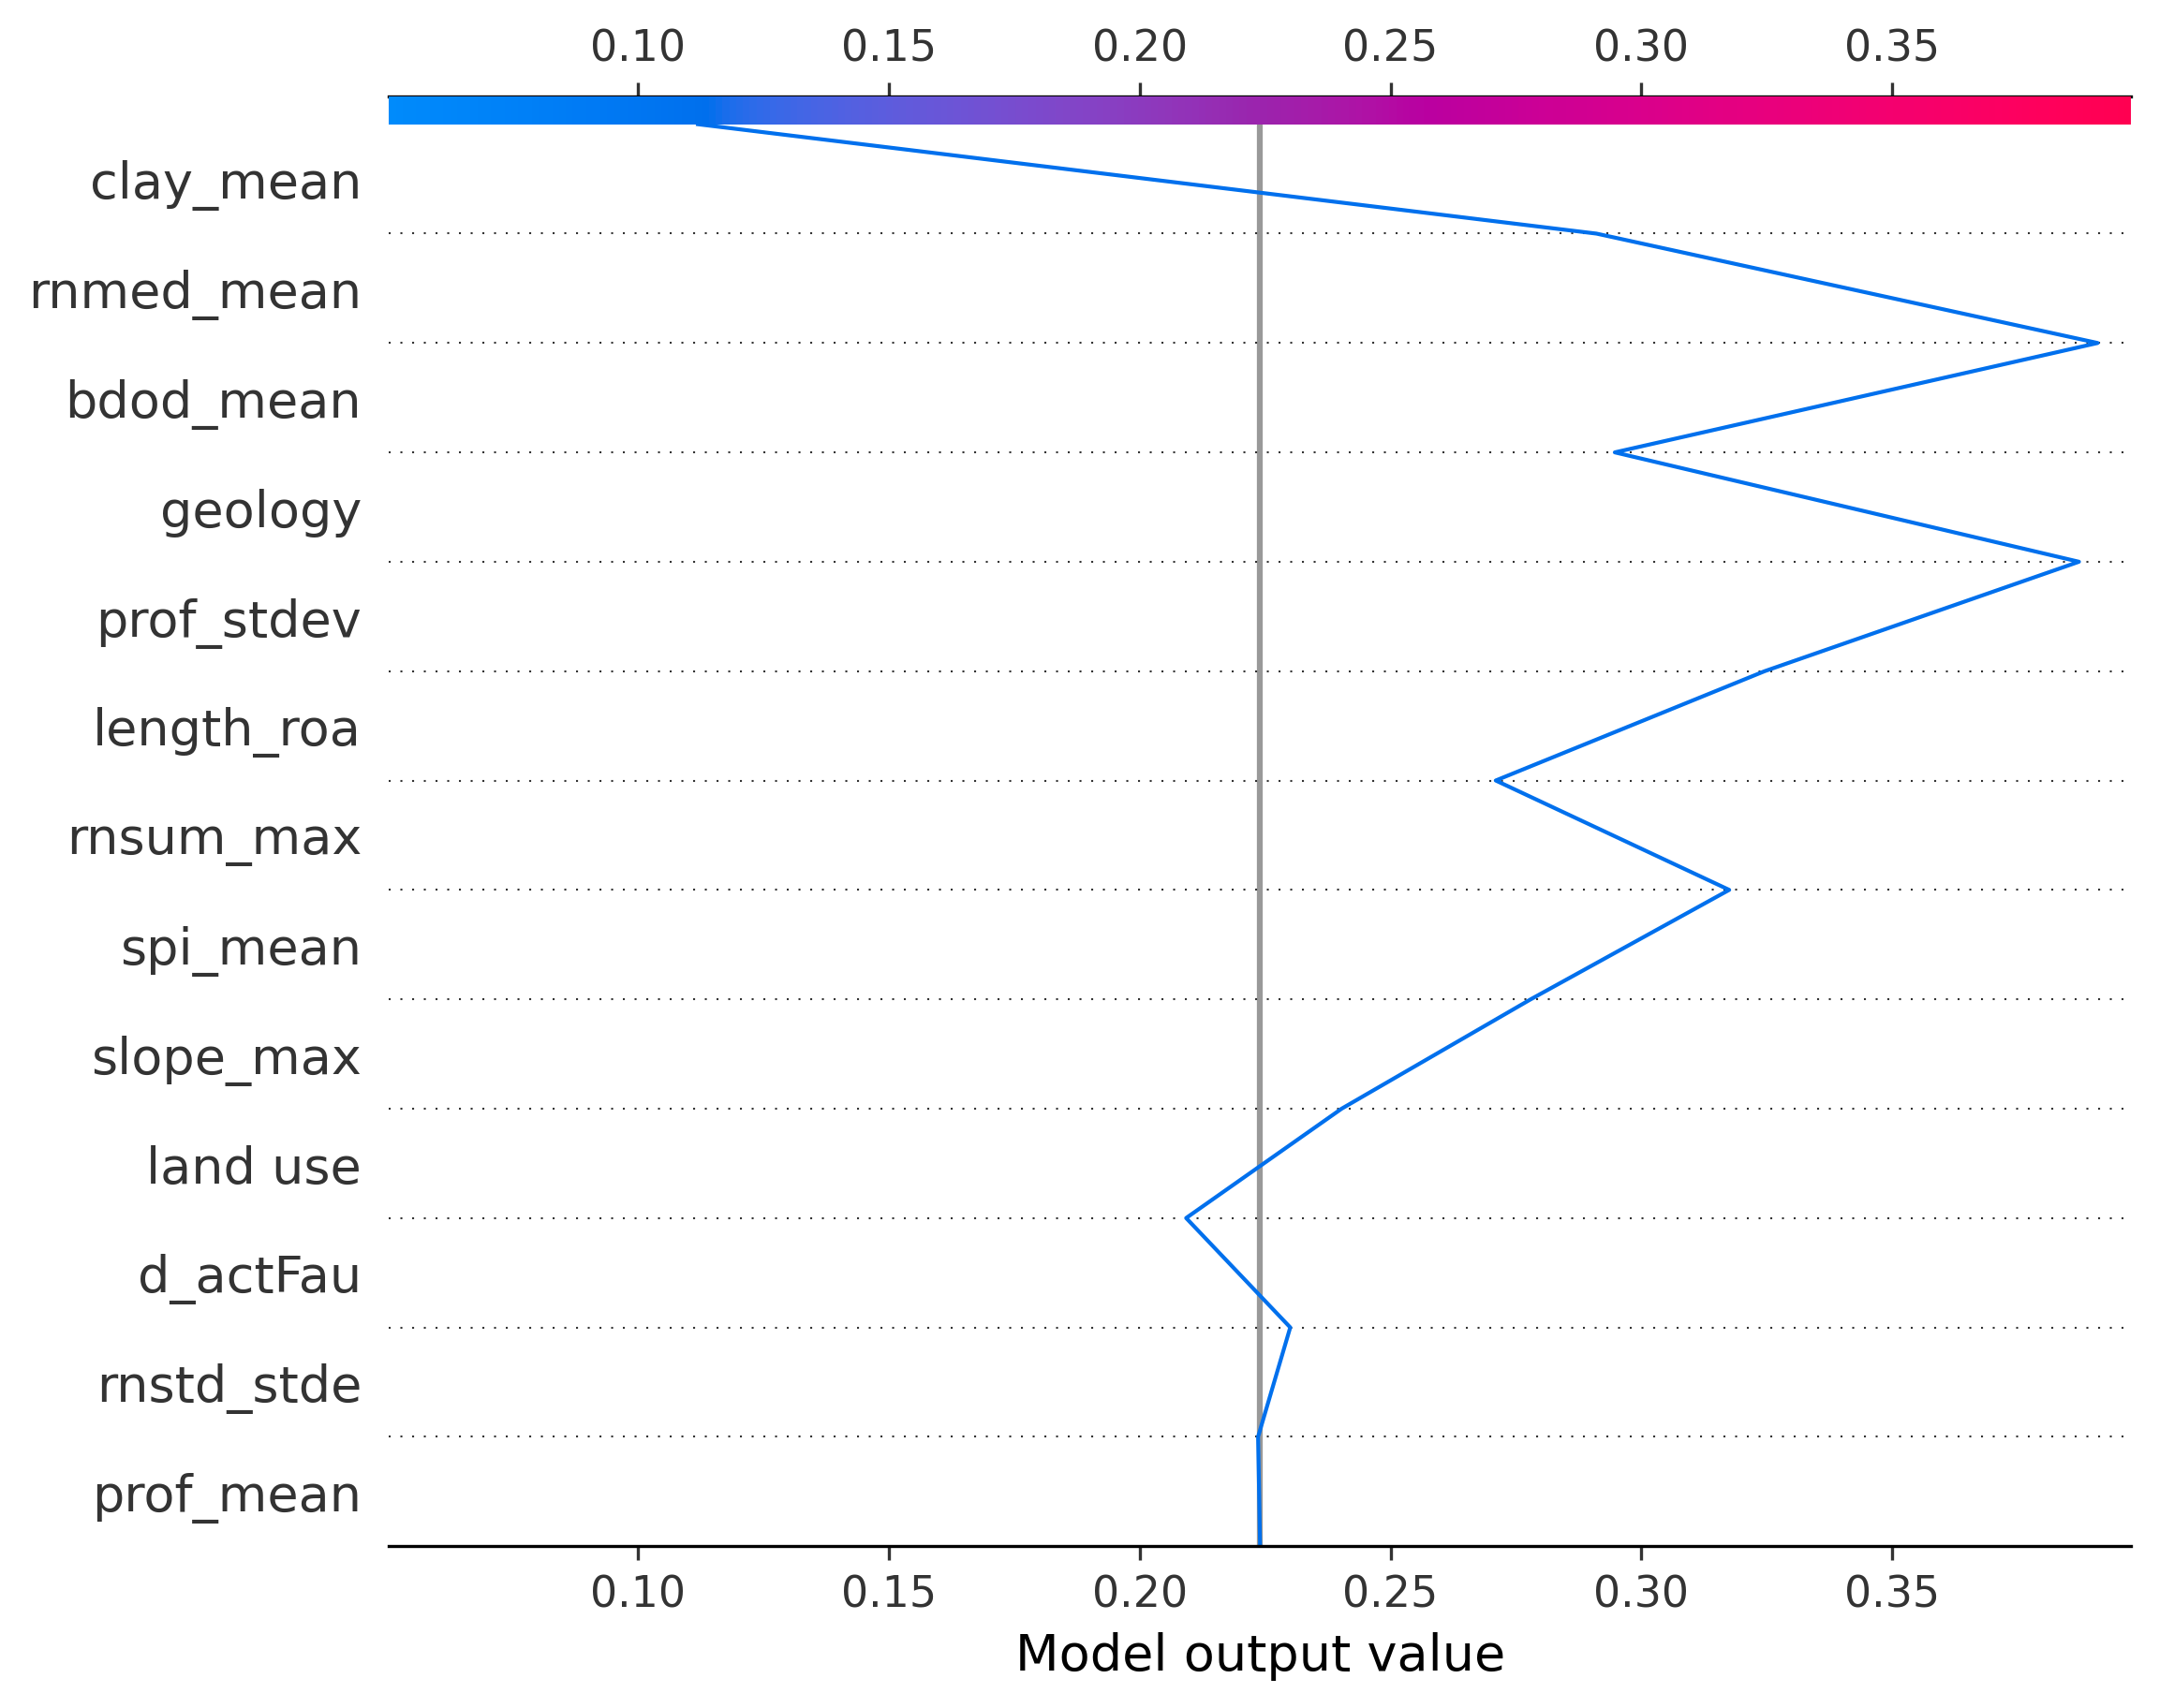 0.10 0.15 0.20 0.25 0.30 0.35
clay_mean
rnmed_mean
bdod_mean
geology
prof_stdev
length_roa
rnsum_max
spi_mean
slope_max
land use
d_actFau
rnstd_stde
prof_mean
0.10 0.15 0.20 0.25 0.30 0.35
Model output value